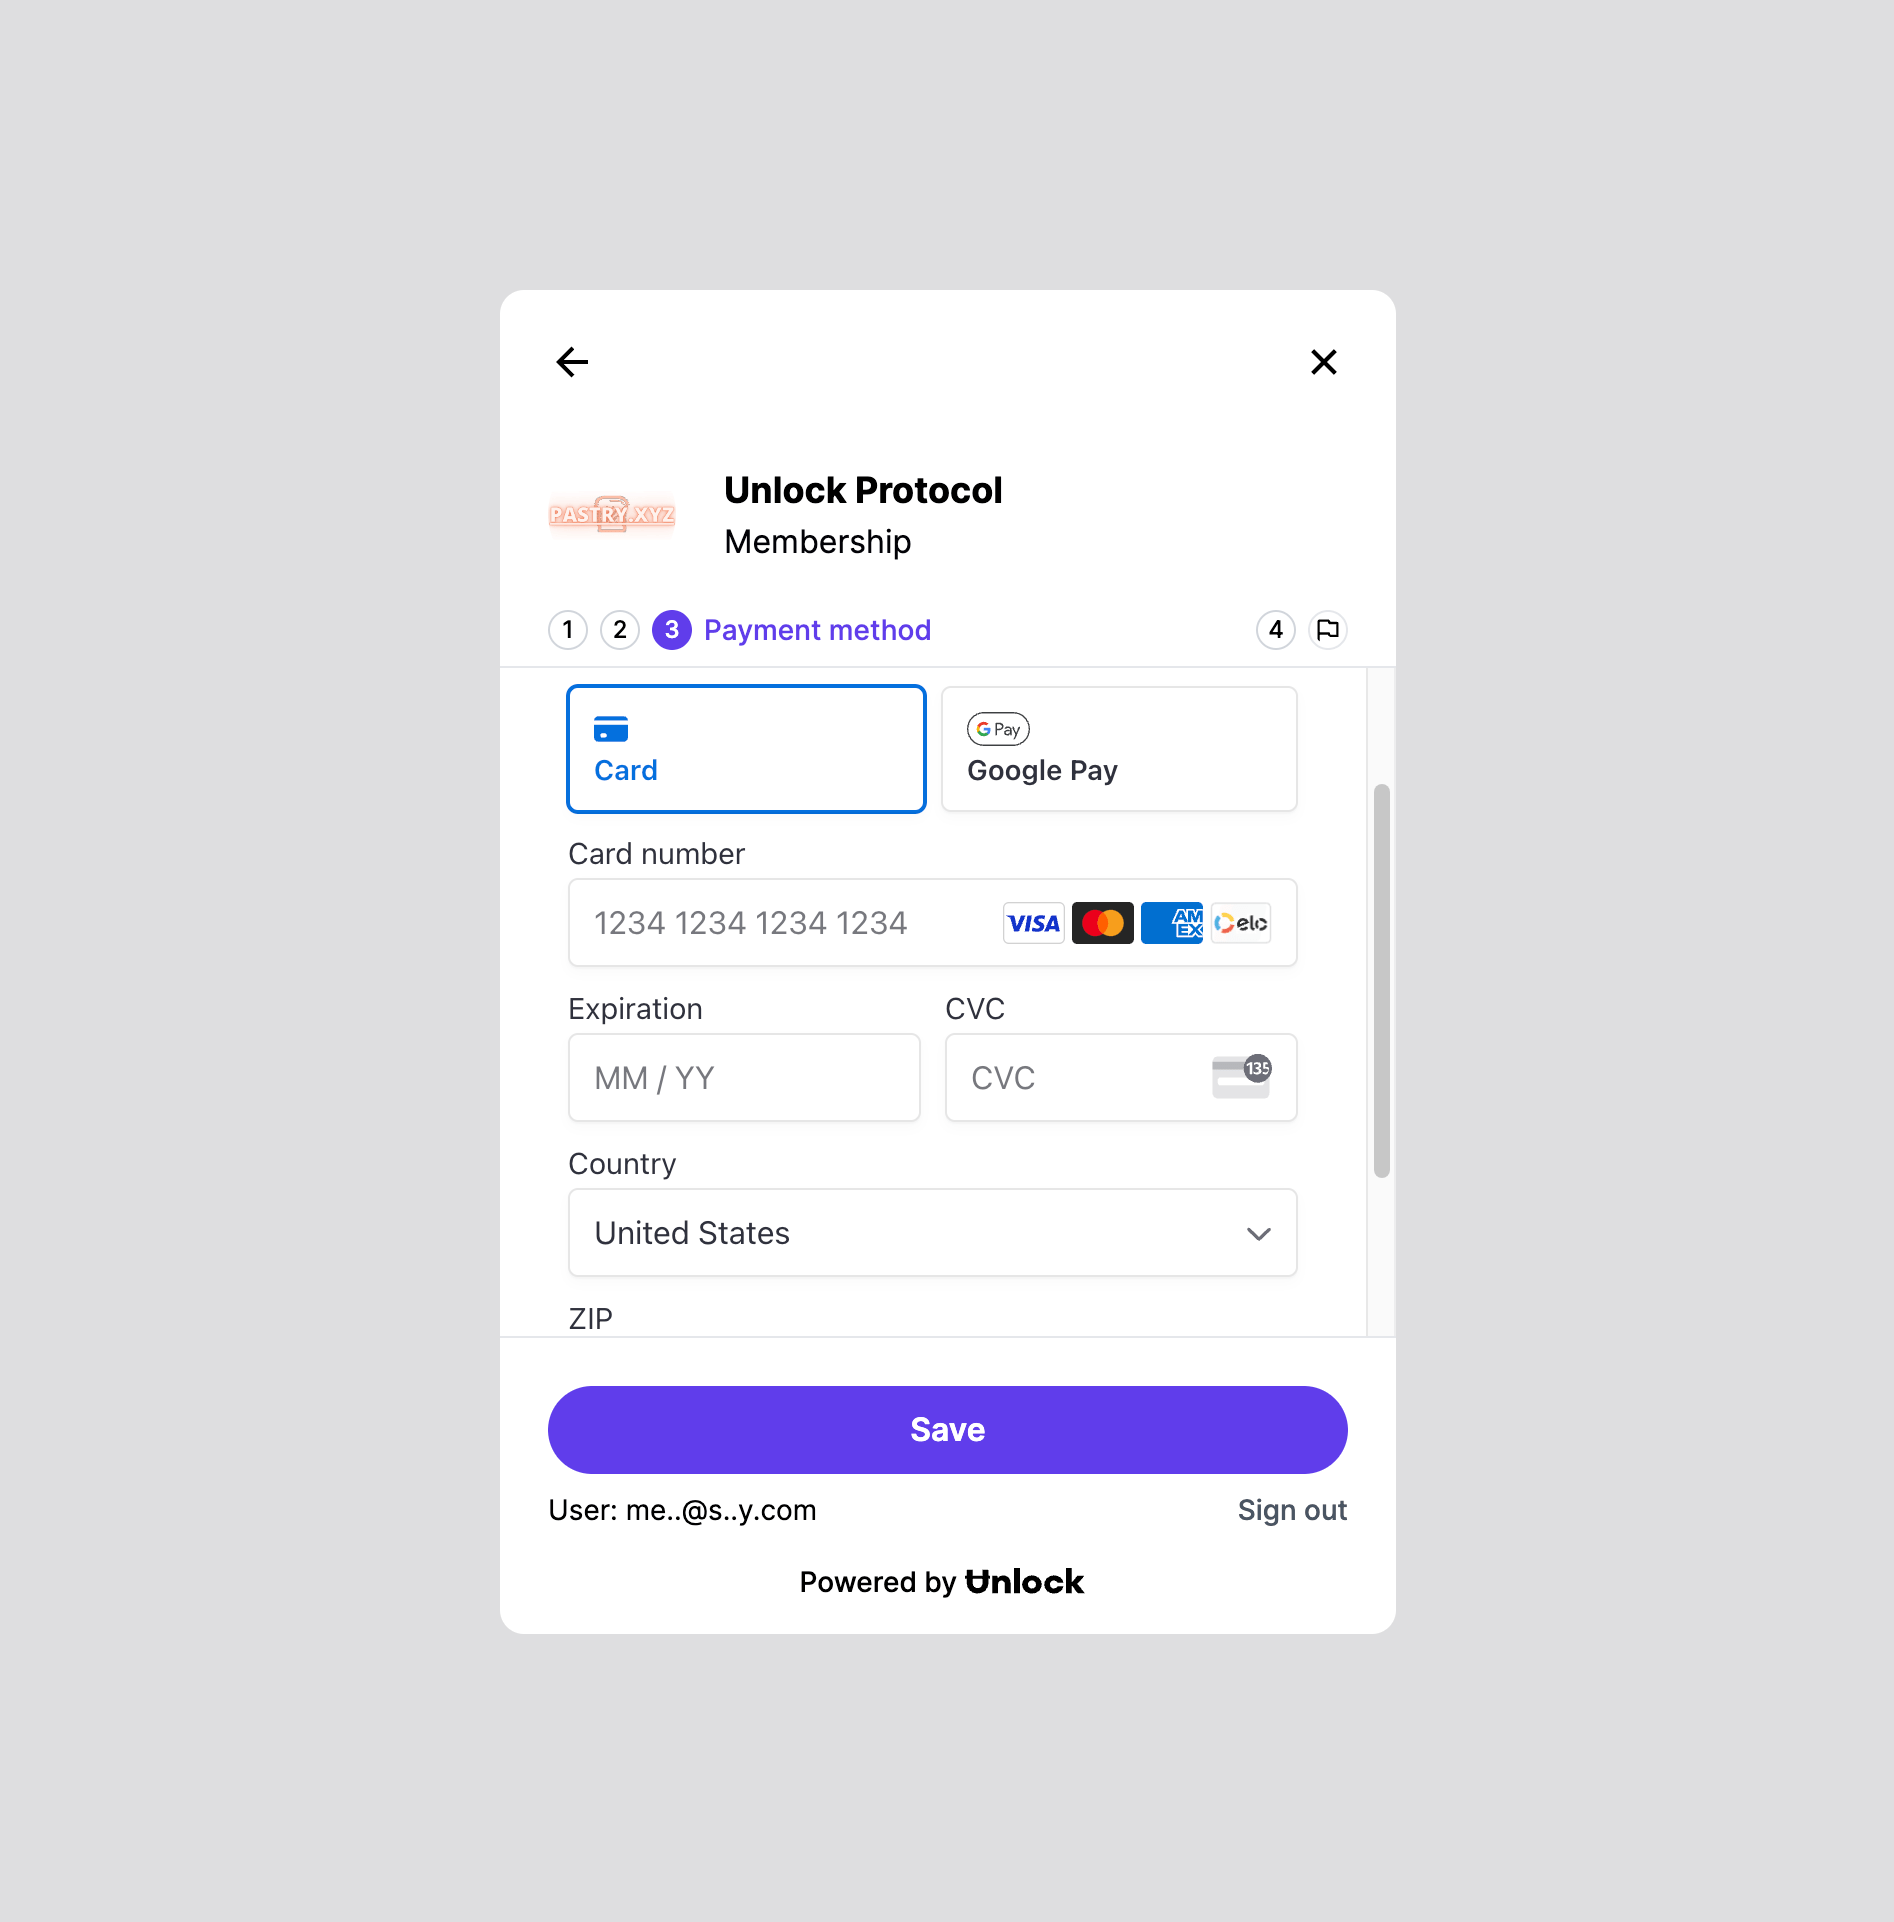 PASTRY.XYZ
Unlock Protocol
Membership
1 2 3 Payment method 4
Card
G Pay
Google Pay
Card number
1234 1234 1234 1234 VISA AMEX elo
Expiration CVC
MM / YY CVC 135
Country
United States
ZIP
Save
User: me..@s..y.com Sign out
Powered by Unlock